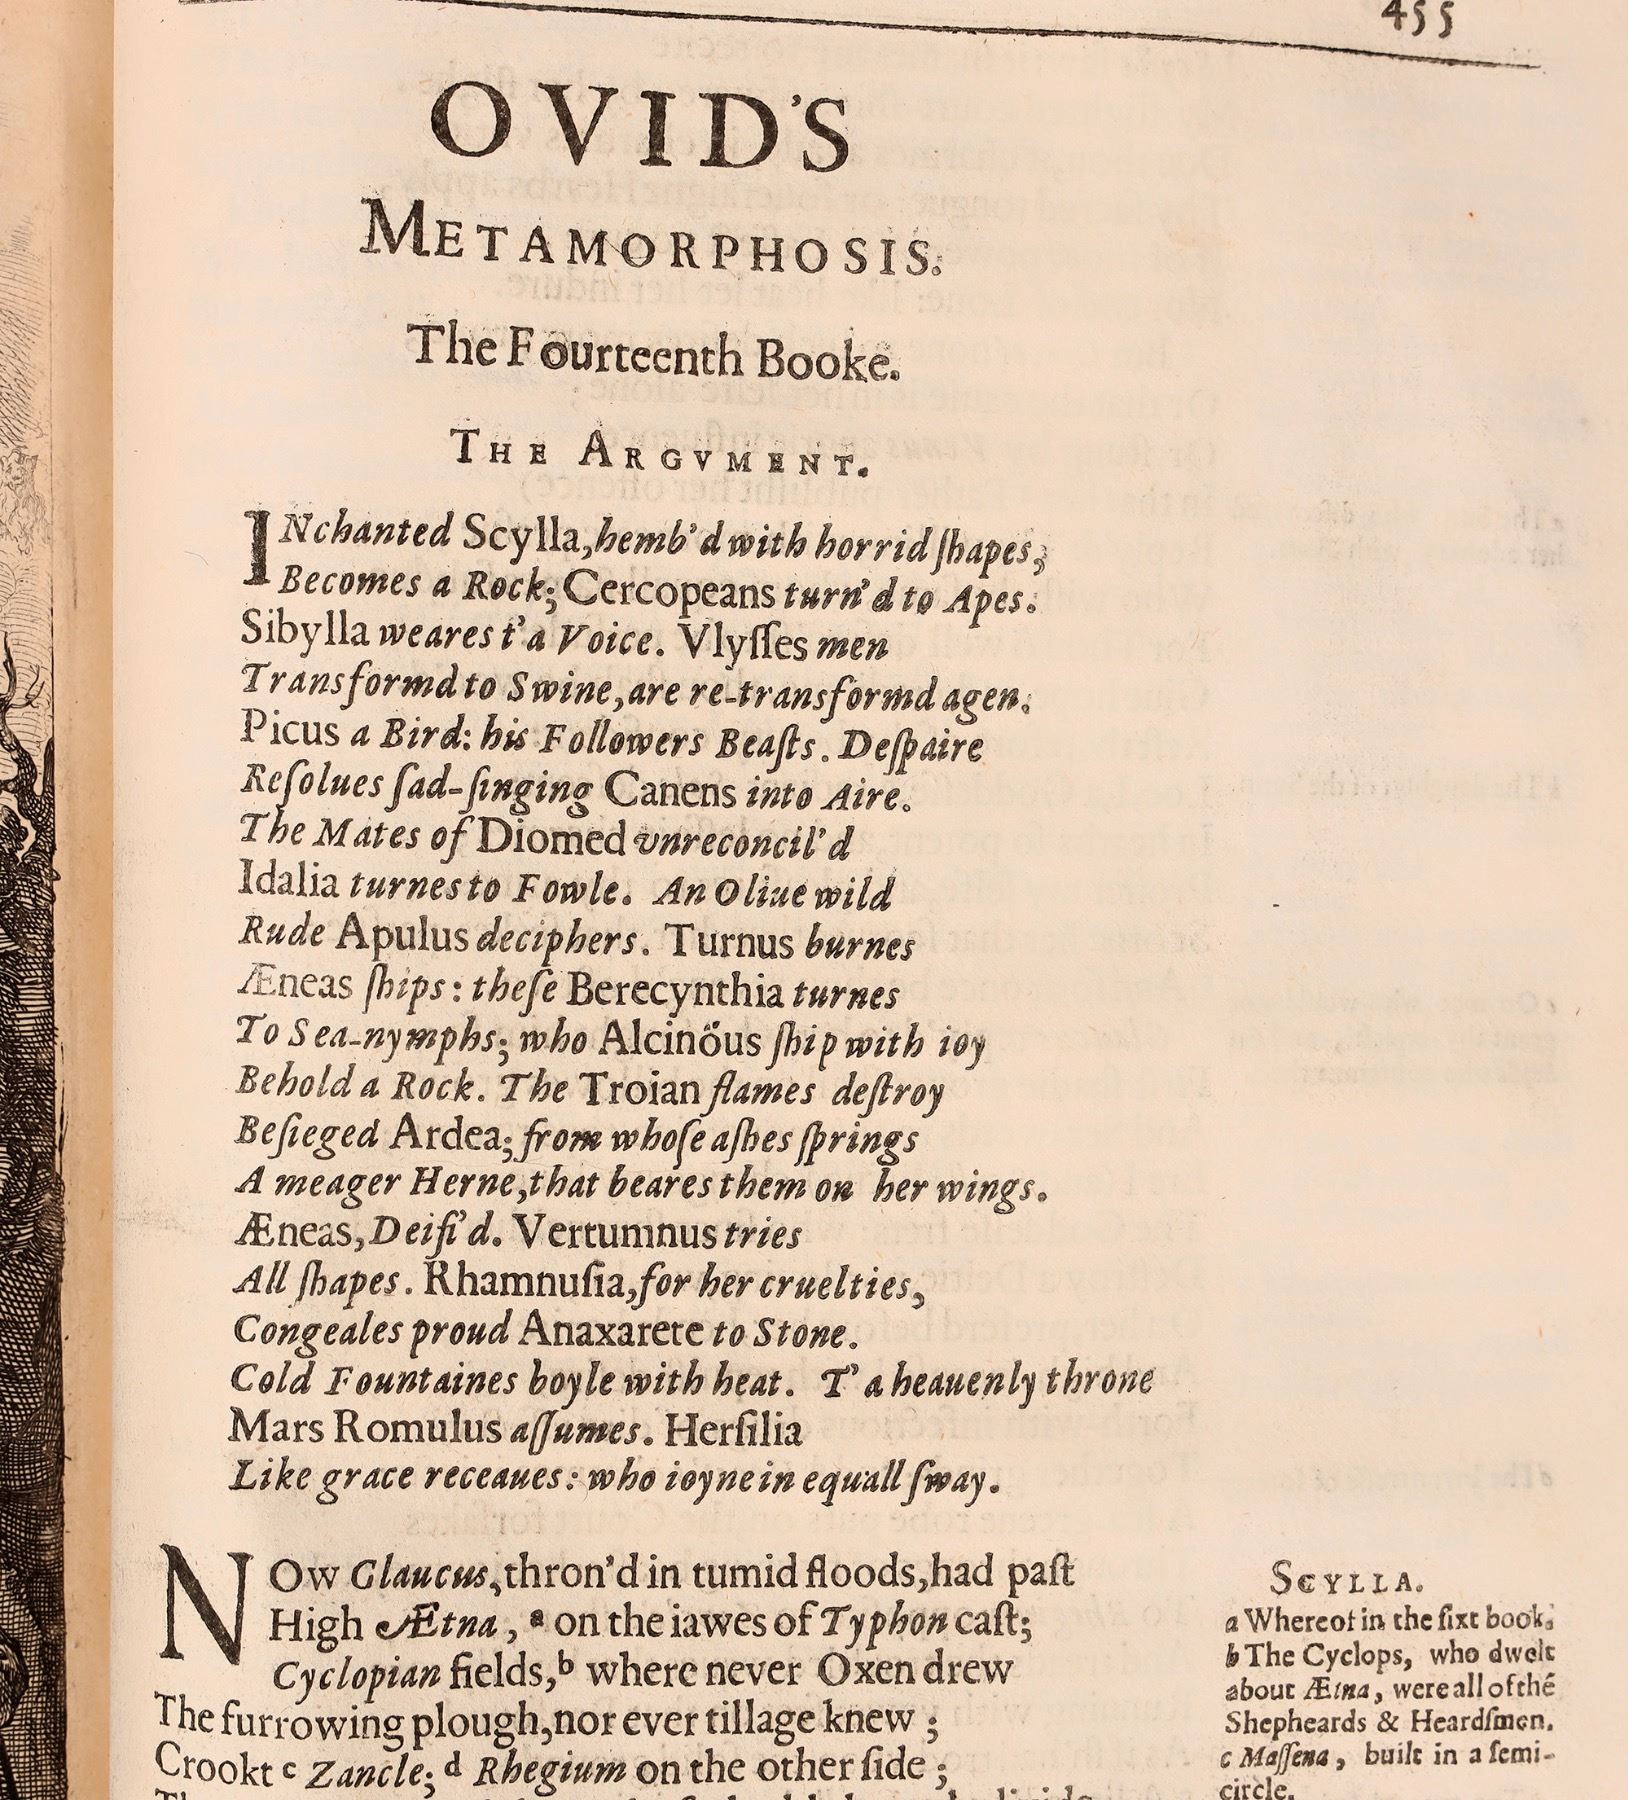 455
OVID'S
METAMORPHOSIS.
The Fourteenth Booke.
THE ARGVMENT.
INchanted Scylla, hemb'd with horrid ſhapes;
Becomes a Rock; Cercopeans turn'd to Apes.
Sibylla weares t'a Voice. Vlyſſes men
Transformd to Swine, are re-transformd agen.
Picus a Bird: his Followers Beaſts. Deſpaire
Reſolues ſad-ſinging Canens into Aire.
The Mates of Diomed vnreconcil'd
Idalia turnes to Fowle. An Oliue wild
Rude Apulus deciphers. Turnus burnes
Æneas ſhips: theſe Berecynthia turnes
To Sea-nymphs; who Alcinöus ſhip with ioy
Behold a Rock. The Troian flames deſtroy
Beſieged Ardea; from whoſe aſhes ſprings
A meager Herne, that beares them on her wings.
Æneas, Deifi'd. Vertumnus tries
All ſhapes. Rhamnuſia, for her cruelties,
Congeales proud Anaxarete to Stone.
Cold Fountaines boyle with heat. T' a heauenly throne
Mars Romulus aſſumes. Herſilia
Like grace receaues: who ioyne in equall ſway.
NOw Glaucus, thron'd in tumid floods, had paſt
High Ætna, a on the iawes of Typhon caſt;
Cyclopian fields, b where never Oxen drew
The furrowing plough, nor ever tillage knew;
Crookt c Zancle; d Rhegium on the other ſide;
SCYLLA.
a Whereof in the ſixt book.
b The Cyclops, who dwelt
about Ætna, were all of thé
Shepheards & Heardſmen.
c Maſſena, built in a ſemi-
circle.